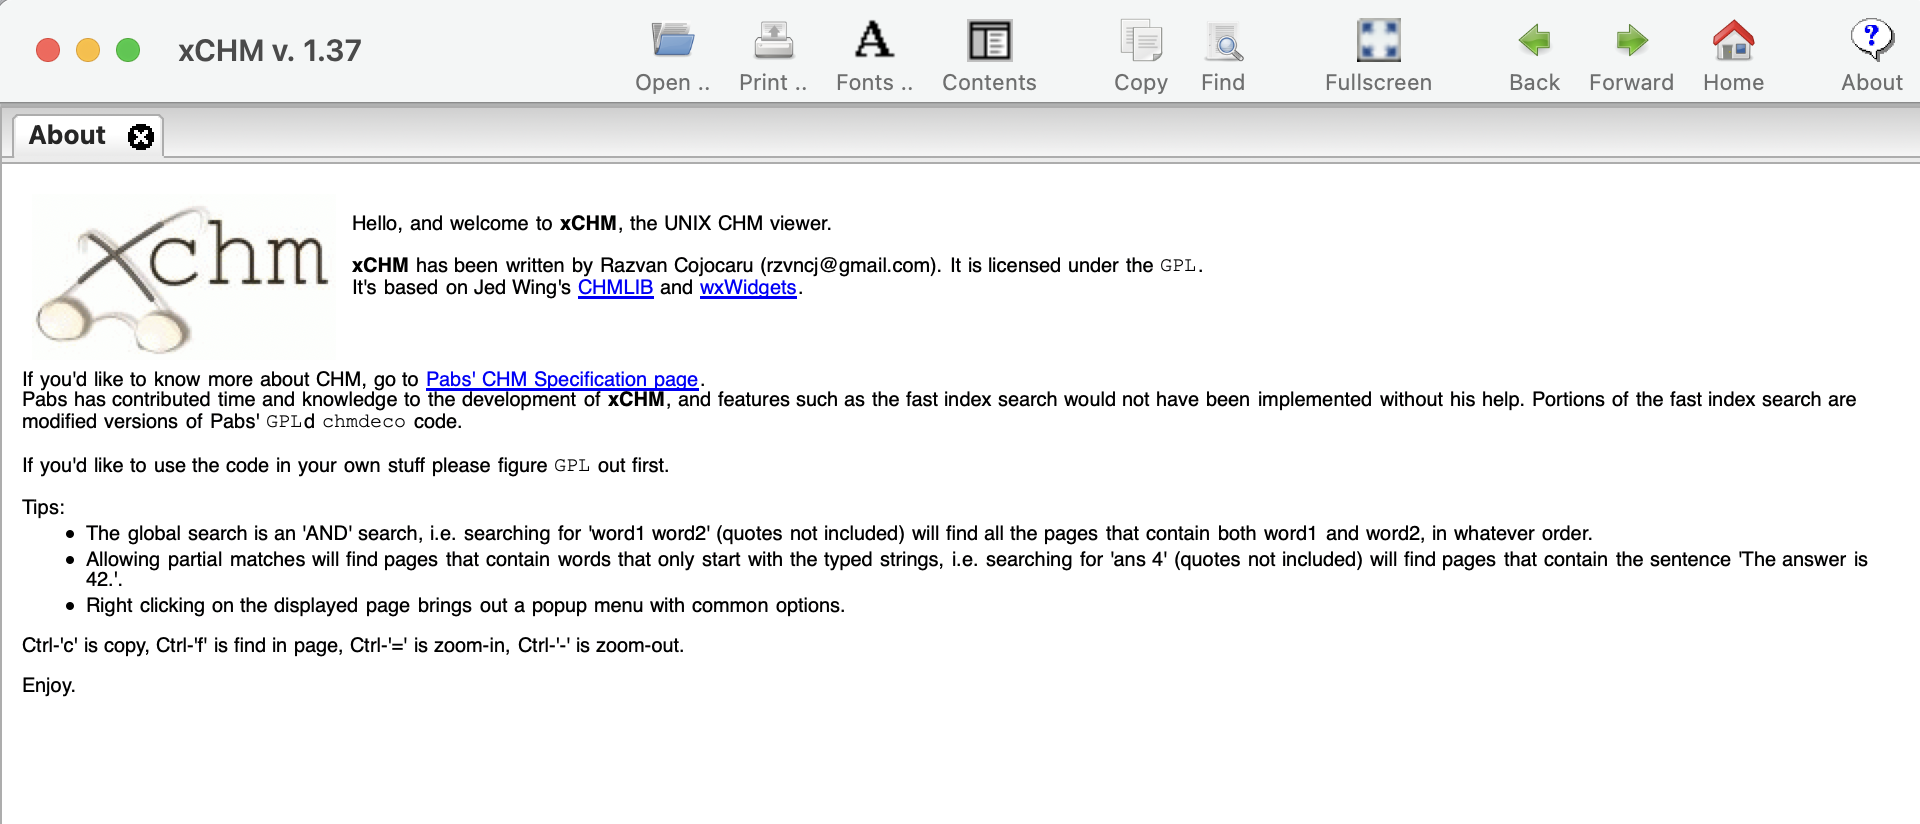 xCHM v. 1.37
Open ..
Print ..
Fonts ..
Contents
Copy
Find
Fullscreen
Back
Forward
Home
About
About
xchm
Hello, and welcome to xCHM, the UNIX CHM viewer.
xCHM has been written by Razvan Cojocaru (rzvncj@gmail.com). It is licensed under the GPL.
It's based on Jed Wing's CHMLIB and wxWidgets.
If you'd like to know more about CHM, go to Pabs' CHM Specification page.
Pabs has contributed time and knowledge to the development of xCHM, and features such as the fast index search would not have been implemented without his help. Portions of the fast index search are
modified versions of Pabs' GPLd chmdeco code.
If you'd like to use the code in your own stuff please figure GPL out first.
Tips:
• The global search is an 'AND' search, i.e. searching for 'word1 word2' (quotes not included) will find all the pages that contain both word1 and word2, in whatever order.
• Allowing partial matches will find pages that contain words that only start with the typed strings, i.e. searching for 'ans 4' (quotes not included) will find pages that contain the sentence 'The answer is
42.'.
• Right clicking on the displayed page brings out a popup menu with common options.
Ctrl-'c' is copy, Ctrl-'f' is find in page, Ctrl-'=' is zoom-in, Ctrl-'-' is zoom-out.
Enjoy.